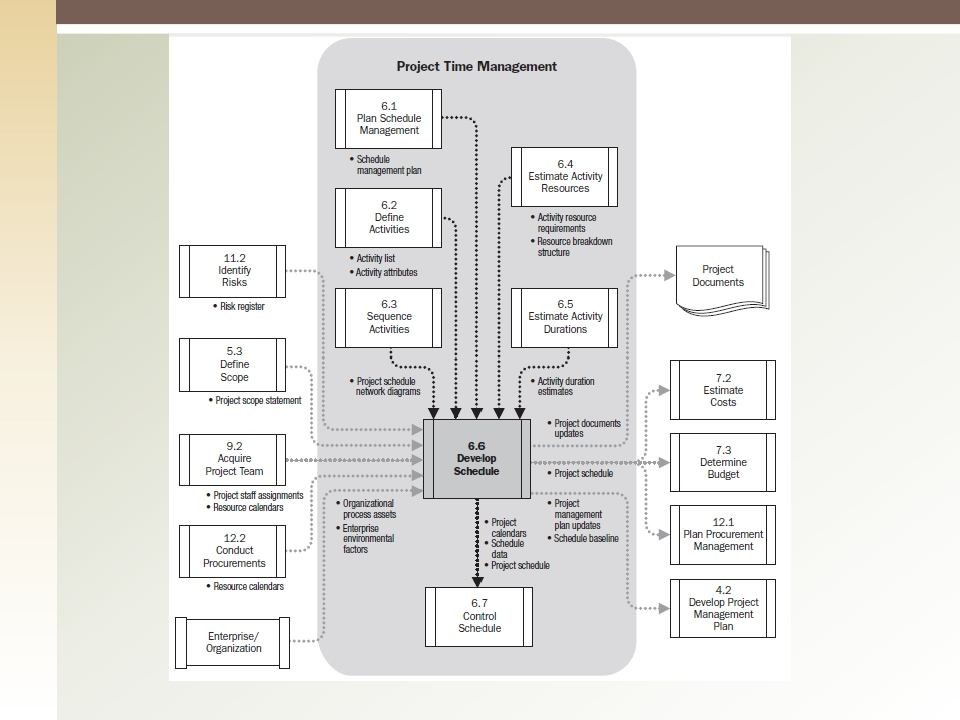 Project Time Management
6.1
Plan Schedule
Management
• Schedule
management plan
6.2
Define
Activities
• Activity list
• Activity attributes
6.3
Sequence
Activities
• Project schedule
network diagrams
6.4
Estimate Activity
Resources
• Activity resource
requirements
• Resource breakdown
structure
6.5
Estimate Activity
Durations
• Activity duration
estimates
11.2
Identify
Risks
• Risk register
5.3
Define
Scope
• Project scope statement
9.2
Acquire
Project Team
• Project staff assignments
• Resource calendars
12.2
Conduct
Procurements
• Resource calendars
Enterprise/
Organization
• Organizational
process assets
• Enterprise
environmental
factors
6.6
Develop
Schedule
• Project documents
updates
• Project schedule
• Project
management
plan updates
• Schedule baseline
• Project
calendars
• Schedule
data
• Project schedule
6.7
Control
Schedule
Project
Documents
7.2
Estimate
Costs
7.3
Determine
Budget
12.1
Plan Procurement
Management
4.2
Develop Project
Management
Plan